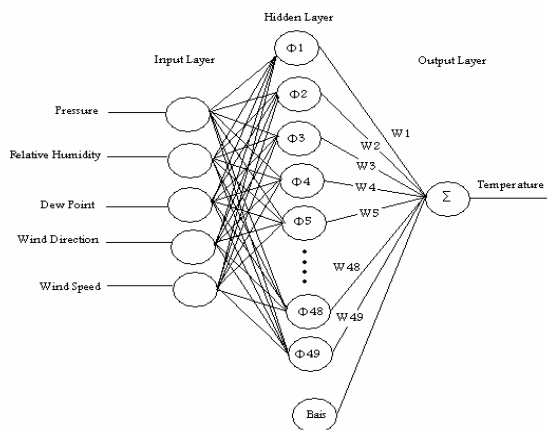 Hidden Layer
Input Layer
Output Layer
Pressure
Relative Humidity
Dew Point
Wind Direction
Wind Speed
Φ1
Φ2
Φ3
Φ4
Φ5
Φ48
Φ49
Bais
W1
W2
W3
W4
W5
W48
W49
Σ
Temperature